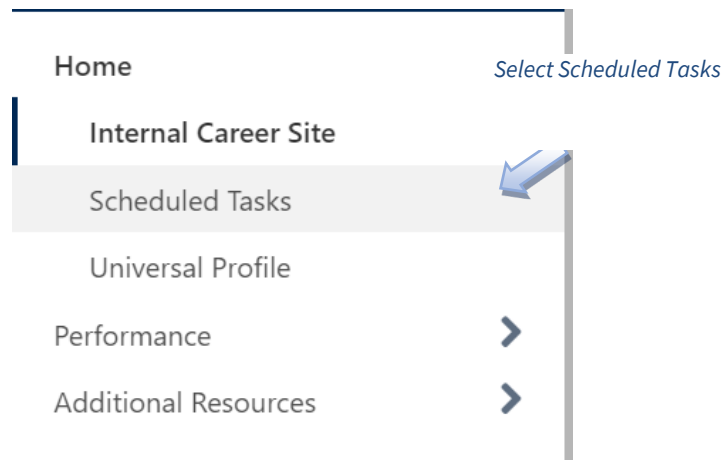 Home
Select Scheduled Tasks
Internal Career Site
Scheduled Tasks
Universal Profile
Performance
Additional Resources